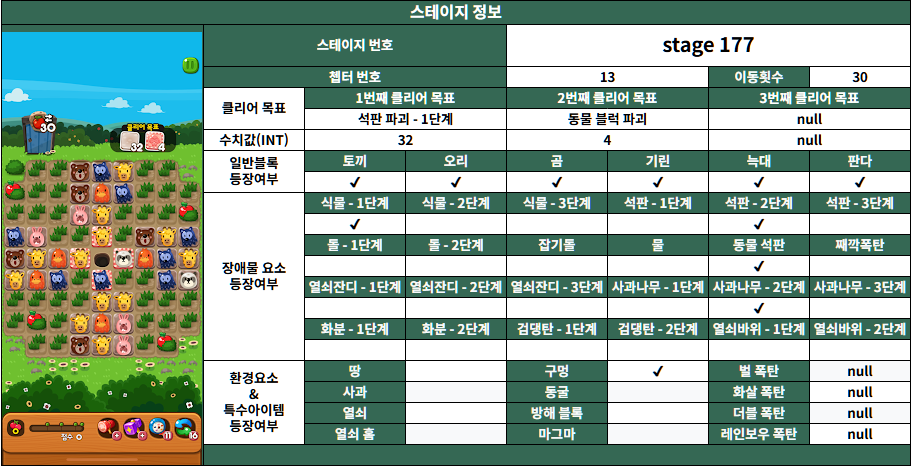 스테이지 정보
스테이지 번호 stage 177
챕터 번호 13 이동횟수 30
클리어 목표 1번째 클리어 목표 2번째 클리어 목표 3번째 클리어 목표
석판 파괴 - 1단계 동물 블럭 파괴 null
수치값(INT) 32 4 null
일반블록 등장여부 토끼 오리 곰 기린 늑대 판다
✓ ✓ ✓ ✓ ✓ ✓
장애물 요소 등장여부 식물 - 1단계 식물 - 2단계 식물 - 3단계 석판 - 1단계 석판 - 2단계 석판 - 3단계
✓ ✓
돌 - 1단계 돌 - 2단계 잡기돌 물 동물 석판 째깍폭탄
✓
열쇠잔디 - 1단계 열쇠잔디 - 2단계 열쇠잔디 - 3단계 사과나무 - 1단계 사과나무 - 2단계 사과나무 - 3단계
✓
화분 - 1단계 화분 - 2단계 검댕탄 - 1단계 검댕탄 - 2단계 열쇠바위 - 1단계 열쇠바위 - 2단계
환경요소 & 특수아이템 등장여부 땅 구멍 ✓ 벌 폭탄 null
사과 동굴 화살 폭탄 null
열쇠 방해 블록 더블 폭탄 null
열쇠 홈 마그마 레인보우 폭탄 null
30
클리어 목표
32 4
점수 0
11 16